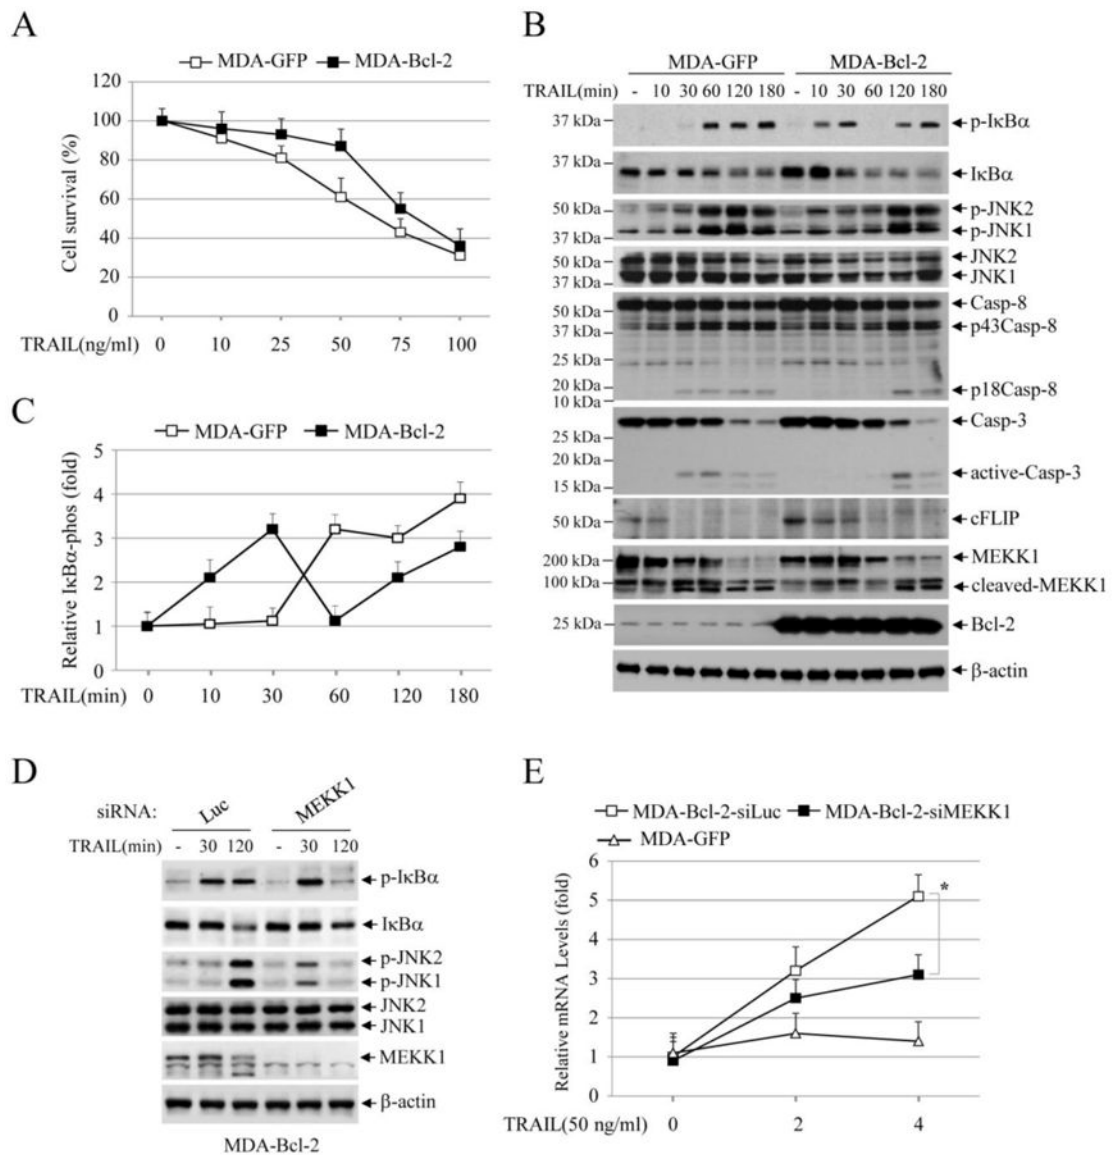 A
MDA-GFP MDA-Bcl-2
120
100
80
60
40
20
0
Cell survival (%)
TRAIL(ng/ml) 0 10 25 50 75 100
B
MDA-GFP MDA-Bcl-2
TRAIL(min) - 10 30 60 120 180 - 10 30 60 120 180
37 kDa p-IκBα
37 kDa IκBα
50 kDa p-JNK2
37 kDa p-JNK1
50 kDa JNK2
37 kDa JNK1
50 kDa Casp-8
37 kDa p43Casp-8
25 kDa
20 kDa p18Casp-8
10 kDa
25 kDa Casp-3
20 kDa active-Casp-3
15 kDa
50 kDa cFLIP
200 kDa MEKK1
100 kDa cleaved-MEKK1
25 kDa Bcl-2
β-actin
C
MDA-GFP MDA-Bcl-2
5
4
3
2
1
0
Relative IκBα-phos (fold)
TRAIL(min) 0 10 30 60 120 180
D
siRNA: Luc MEKK1
TRAIL(min) - 30 120 - 30 120
p-IκBα
IκBα
p-JNK2
p-JNK1
JNK2
JNK1
MEKK1
β-actin
MDA-Bcl-2
E
MDA-Bcl-2-siLuc MDA-Bcl-2-siMEKK1
MDA-GFP
6
5
4
3
2
1
0
*
Relative mRNA Levels (fold)
TRAIL(50 ng/ml) 0 2 4